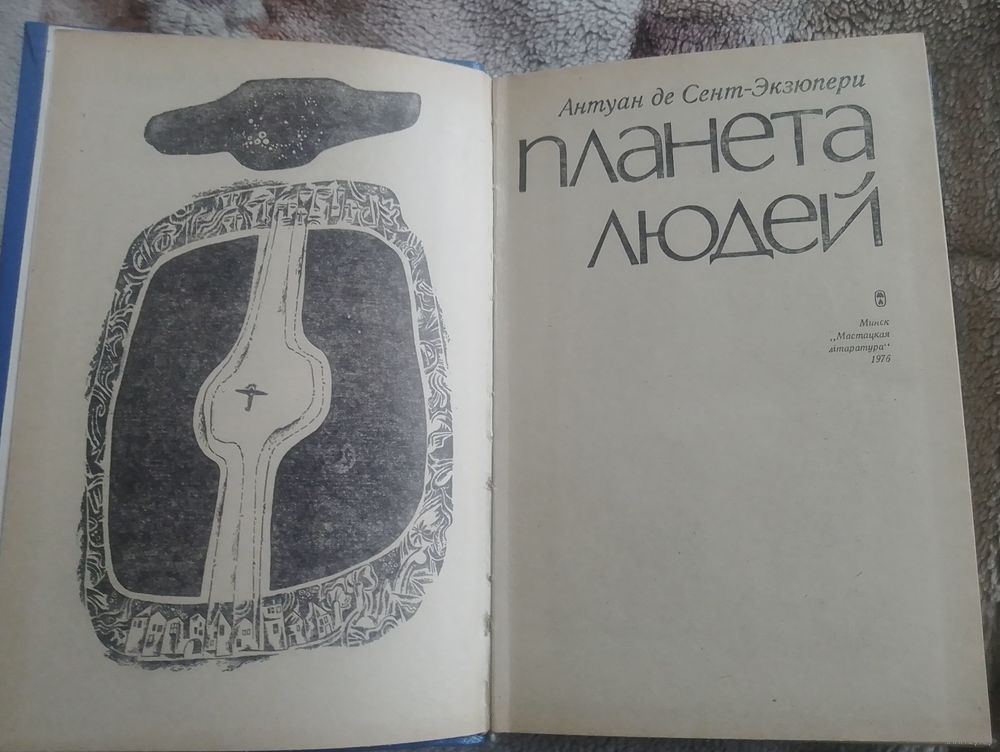 Антуан де Сент-Экзюпери
планета
людей
Минск
„Мастацкая
літаратура“
1976